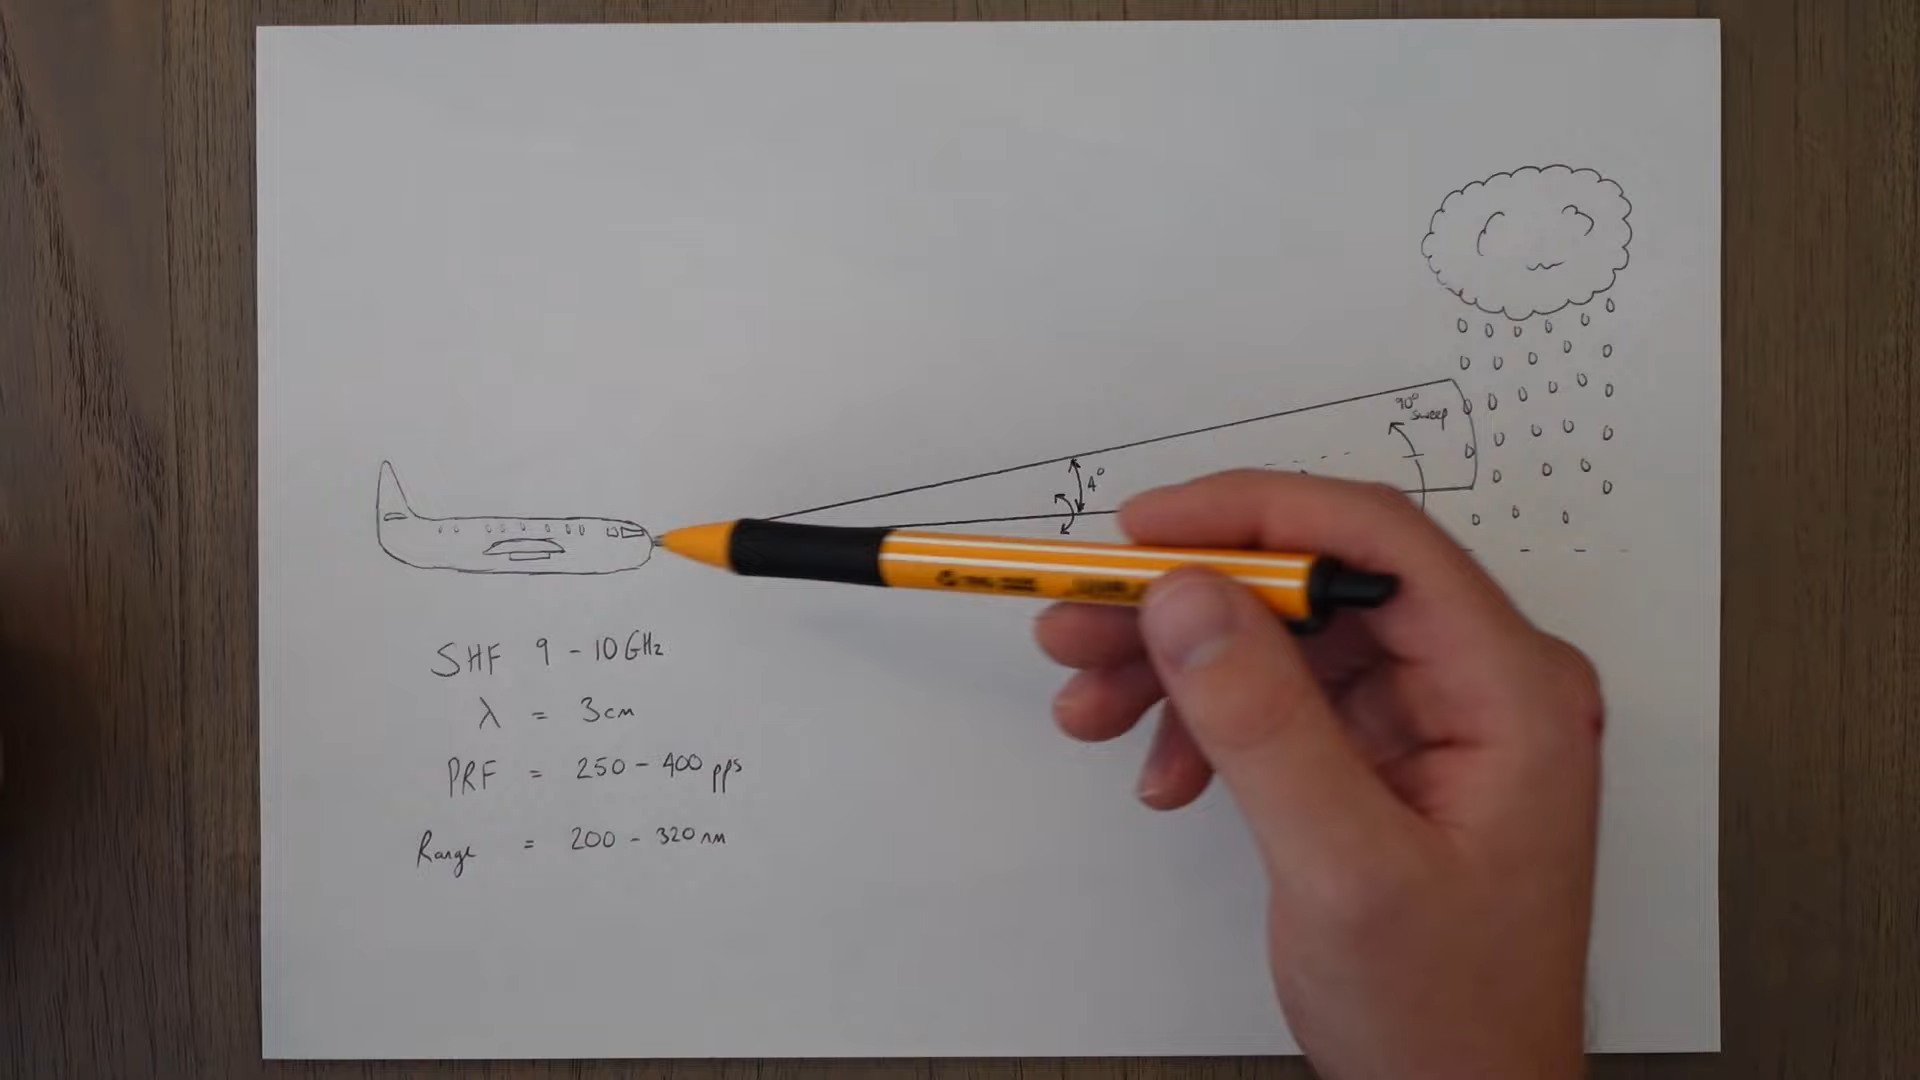 90°
sweep
4°
SHF 9 - 10 GHz
λ = 3cm
PRF = 250 - 400 pps
Range = 200 - 320 nm